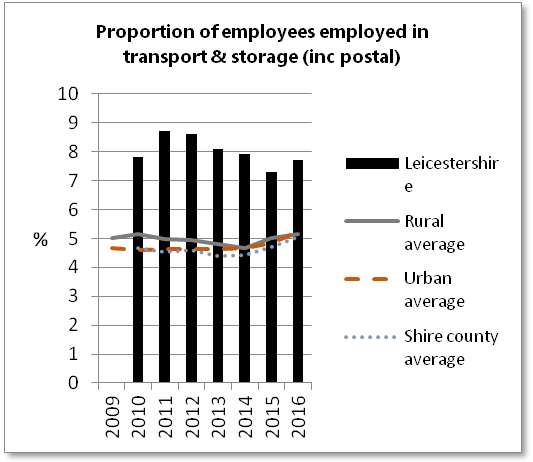 Proportion of employees employed in
transport & storage (inc postal)
10
9
8
7
6
5
4
3
2
1
0
%
2009
2010
2011
2012
2013
2014
2015
2016
Leicestershir
e
Rural
average
Urban
average
Shire county
average